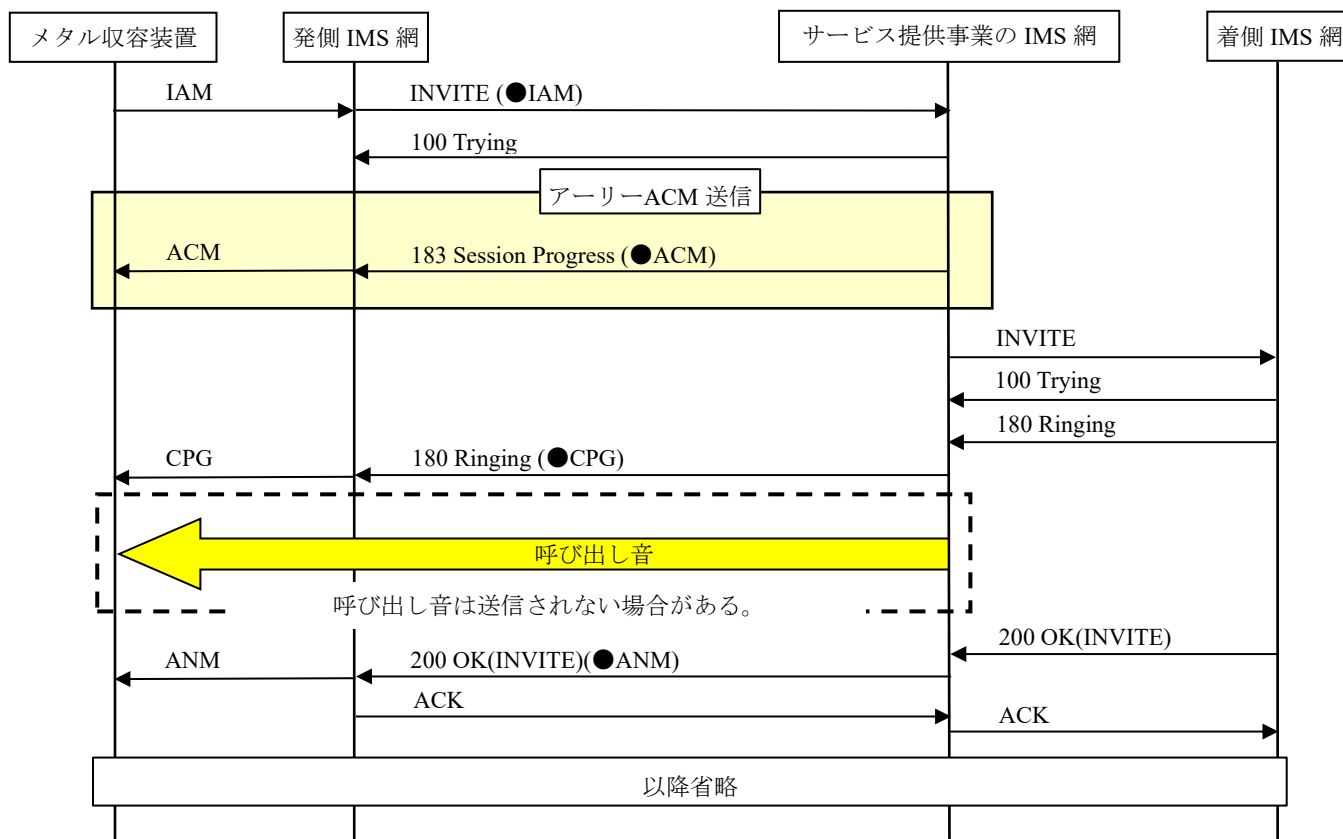 メタル収容装置
発側 IMS 網
サービス提供事業の IMS 網
着側 IMS 網
IAM
INVITE (●IAM)
100 Trying
アーリーACM 送信
ACM
183 Session Progress (●ACM)
INVITE
100 Trying
180 Ringing
CPG
180 Ringing (●CPG)
呼び出し音
呼び出し音は送信されない場合がある。
200 OK(INVITE)
ANM
200 OK(INVITE)(●ANM)
ACK
ACK
以降省略